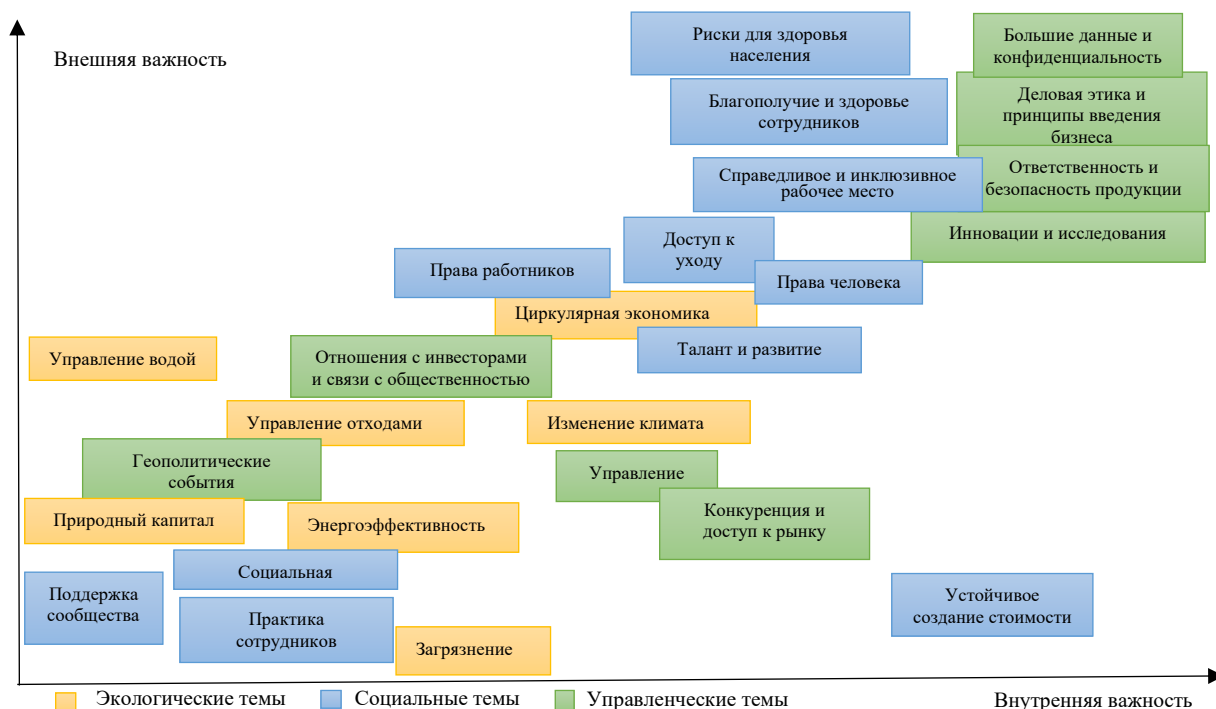 Внешняя важность
Риски для здоровья
населения
Большие данные и
конфиденциальность
Благополучие и здоровье
сотрудников
Деловая этика и
принципы введения
бизнеса
Справедливое и инклюзивное
рабочее место
Ответственность и
безопасность продукции
Доступ к
уходу
Инновации и исследования
Права работников
Права человека
Циркулярная экономика
Управление водой
Отношения с инвесторами
и связи с общественностью
Талант и развитие
Управление отходами
Изменение климата
Геополитические
события
Управление
Природный капитал
Энергоэффективность
Конкуренция и
доступ к рынку
Социальная
Поддержка
сообщества
Практика
сотрудников
Устойчивое
создание стоимости
Загрязнение
Экологические темы
Социальные темы
Управленческие темы
Внутренняя важность